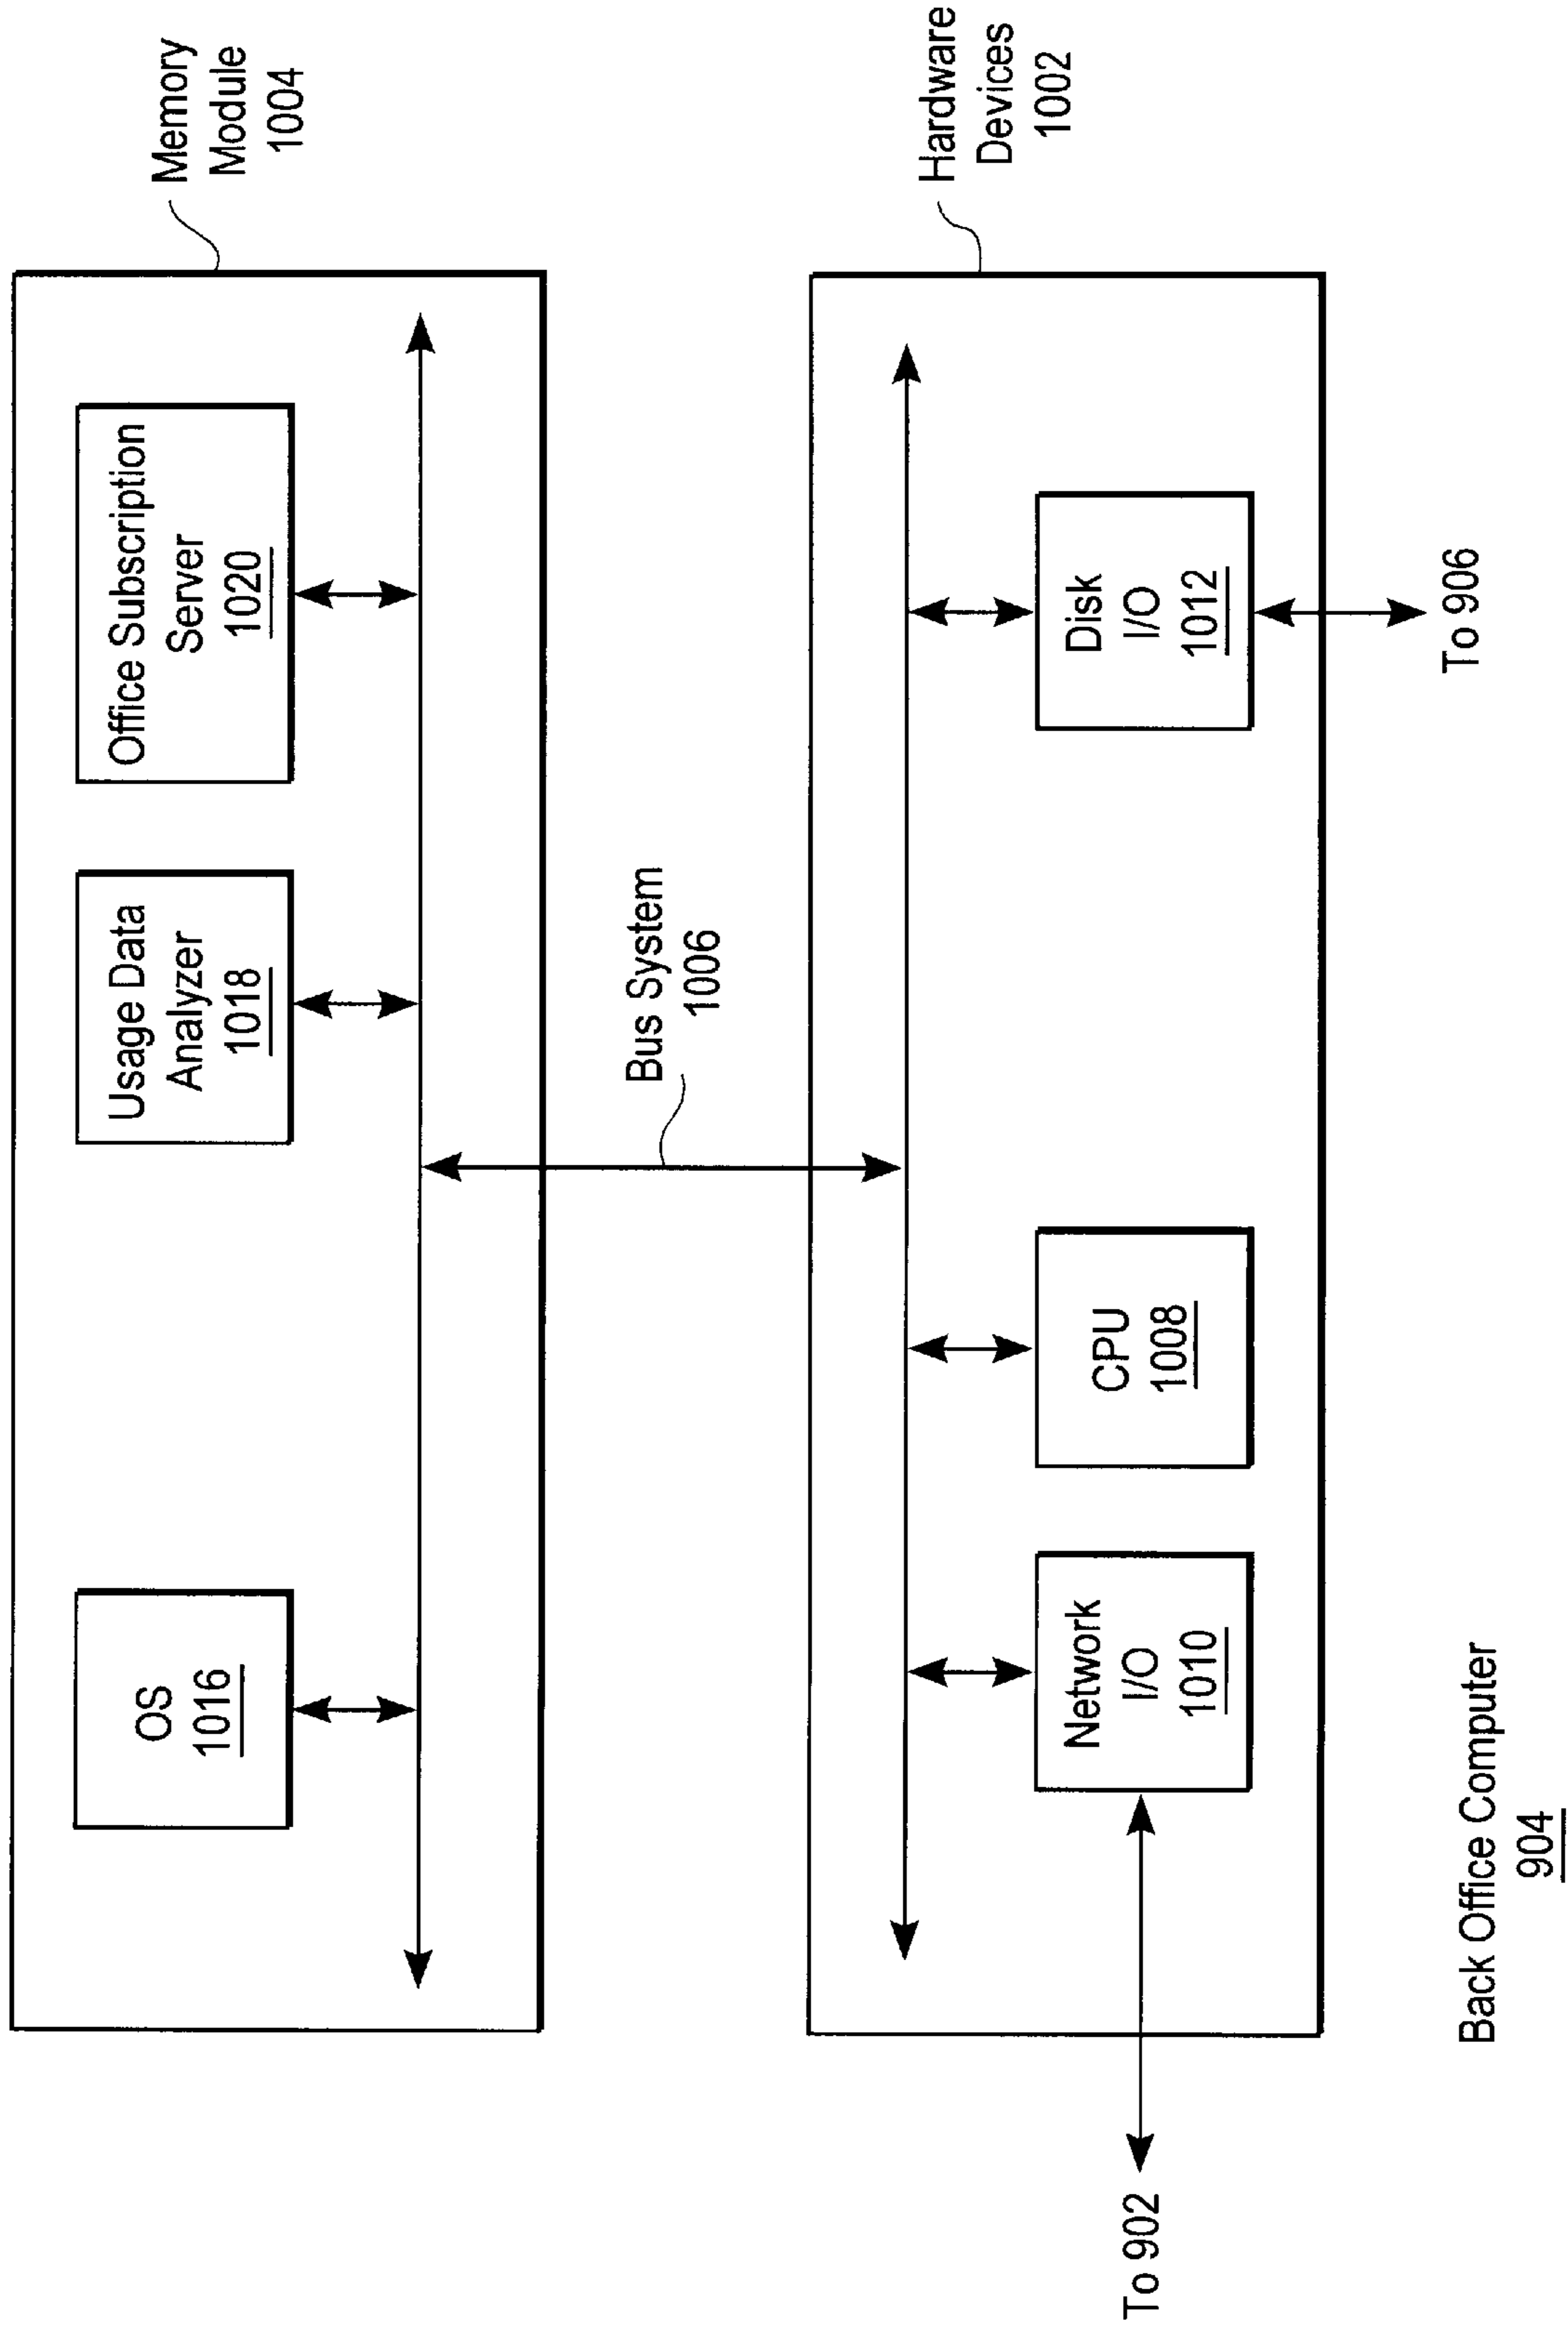 Memory
Module
1004
OS
1016
Usage Data
Analyzer
1018
Office Subscription
Server
1020
Bus System
1006
Hardware
Devices
1002
Network
I/O
1010
CPU
1008
Disk
I/O
1012
To 902
To 906
Back Office Computer
904